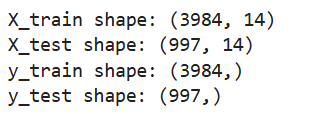 X_train shape: (3984, 14)
X_test shape: (997, 14)
y_train shape: (3984,)
y_test shape: (997,)